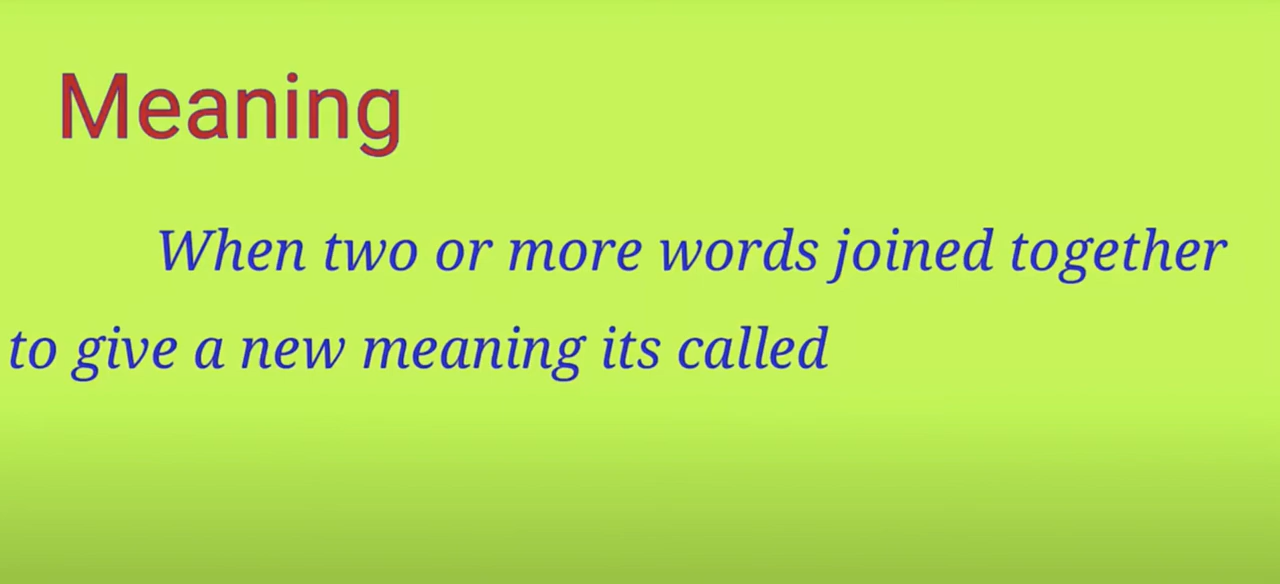 Meaning
When two or more words joined together
to give a new meaning its called